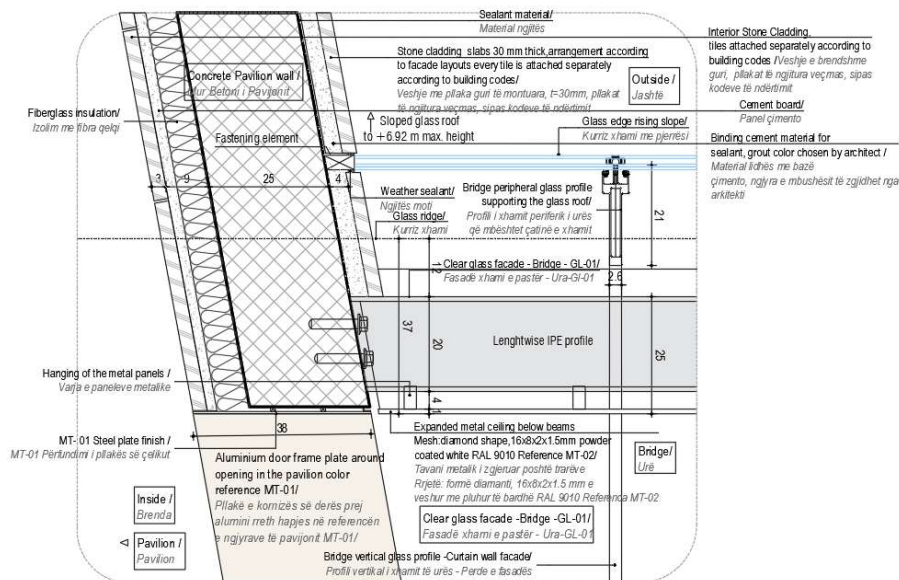 Sealant material/
Material ngjitës
Stone cladding slabs 30 mm thick,arrangement according
to facade layouts every tile is attached separately
according to building codes/
Veshje me pllaka guri të montuara, t=30mm, pllakat
të ngjitura veçmas, sipas kodeve të ndërtimit
Interior Stone Cladding,
tiles attached separately according to
building codes /Veshje e brendshme
guri, pllakat të ngjitura veçmas, sipas
kodeve të ndërtimit
Concrete Pavilion wall /
Mur Betoni i Pavijonit
Outside /
Jashtë
Cement board/
Panel çimento
Fiberglass insulation/
Izolim me fibra qelqi
Fastening element
Sloped glass roof
to +6.92 m max. height
Glass edge rising slope/
Kurriz xhami me pjerrësi
Binding cement material for
sealant, grout color chosen by architect /
Material lidhës me bazë
çimento, ngjyra e mbushësit të zgjidhet nga
arkitekti
3
9
25
4
Weather sealant/
Ngjitës moti
Glass ridge/
Kurriz xhami
Bridge peripheral glass profile
supporting the glass roof/
Profili i xhamit periferik i urës
që mbështet çatinë e xhamit
21
12
Clear glass facade - Bridge - GL-01/
Fasadë xhami e pastër - Ura-Gl-01
2.6
37
20
Lenghtwise IPE profile
25
Hanging of the metal panels /
Varja e paneleve metalike
4
1
38
MT- 01 Steel plate finish /
MT-01 Përfundimi i pllakës së çelikut
Aluminium door frame plate around
opening in the pavilion color
reference MT-01/
Pllakë e kornizës së derës prej
alumini rreth hapjes në referencën
e ngjyrave të pavijonit MT-01/
Expanded metal ceiling below beams
Mesh:diamond shape,16x8x2x1.5mm powder
coated white RAL 9010 Reference MT-02/
Tavani metalik i zgjeruar poshtë trarëve
Rrjetë: formë diamanti, 16x8x2x1.5 mm e
veshur me pluhur të bardhë RAL 9010 Referenca MT-02
Bridge/
Urë
Inside /
Brenda
Clear glass facade -Bridge -GL-01/
Fasadë xhami e pastër - Ura-GL-01
Pavilion /
Pavilion
Bridge vertical glass profile -Curtain wall facade/
Profili vertikal i xhamit të urës - Perde e fasadës